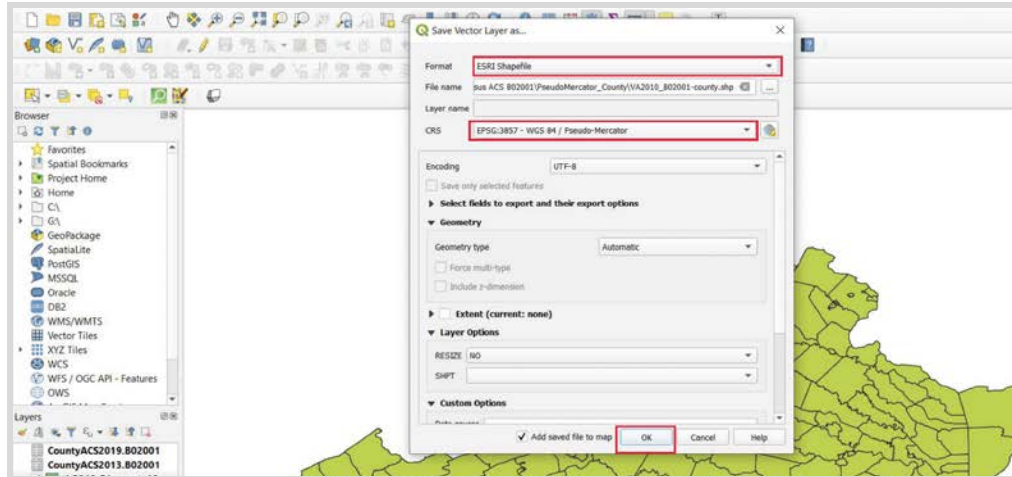 Save Vector Layer as...
Format ESRI Shapefile
File name sus ACS B02001\PseudoMercator_County\VA2010_B02001-county.shp ...
Layer name
CRS EPSG:3857 - WGS 84 / Pseudo-Mercator
Encoding UTF-8
Save only selected features
Select fields to export and their export options
Geometry
Geometry type Automatic
Force multi-type
Include z-dimension
Extent (current: none)
Layer Options
RESIZE NO
SHPT
Custom Options
Add saved file to map OK Cancel Help
Browser
Favorites
Spatial Bookmarks
Project Home
Home
C:\
G:\
GeoPackage
SpatiaLite
PostGIS
MSSQL
Oracle
DB2
WMS/WMTS
Vector Tiles
XYZ Tiles
WCS
WFS / OGC API - Features
OWS
Layers
CountyACS2019.B02001
CountyACS2013.B02001